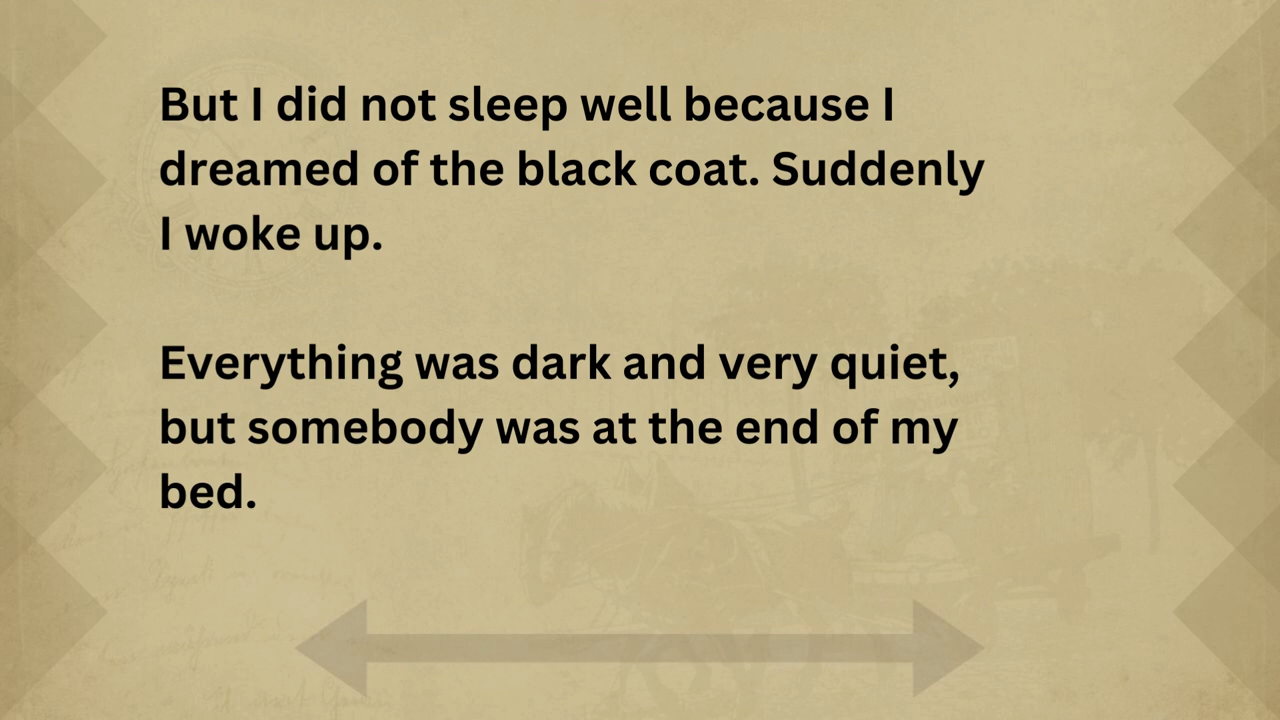 But I did not sleep well because I
dreamed of the black coat. Suddenly
I woke up.
Everything was dark and very quiet,
but somebody was at the end of my
bed.